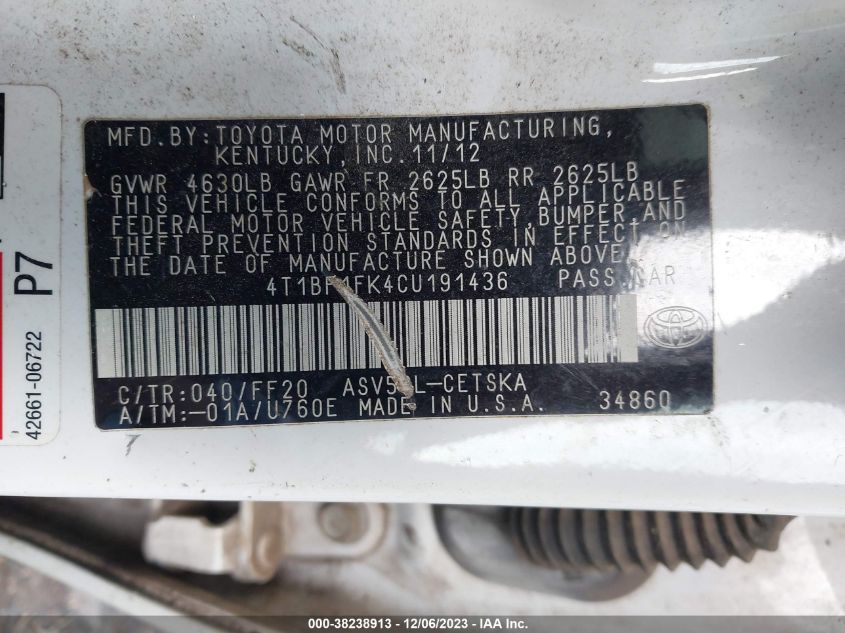 MFD.BY:TOYOTA MOTOR MANUFACTURING,
KENTUCKY,INC.11/12
GVWR 4630LB GAWR FR 2625LB RR 2625LB
THIS VEHICLE CONFORMS TO ALL APPLICABLE
FEDERAL MOTOR VEHICLE SAFETY,BUMPER,AND
THEFT PREVENTION STANDARDS IN EFFECT ON
THE DATE OF MANUFACTURE SHOWN ABOVE.
PASS.CAR
C/TR:040/FF20
A/TM:-01A/U760E MADE IN U.S.A. 34860
P7
42661-06722
000-38238913 - 12/06/2023 - © IAA Inc.